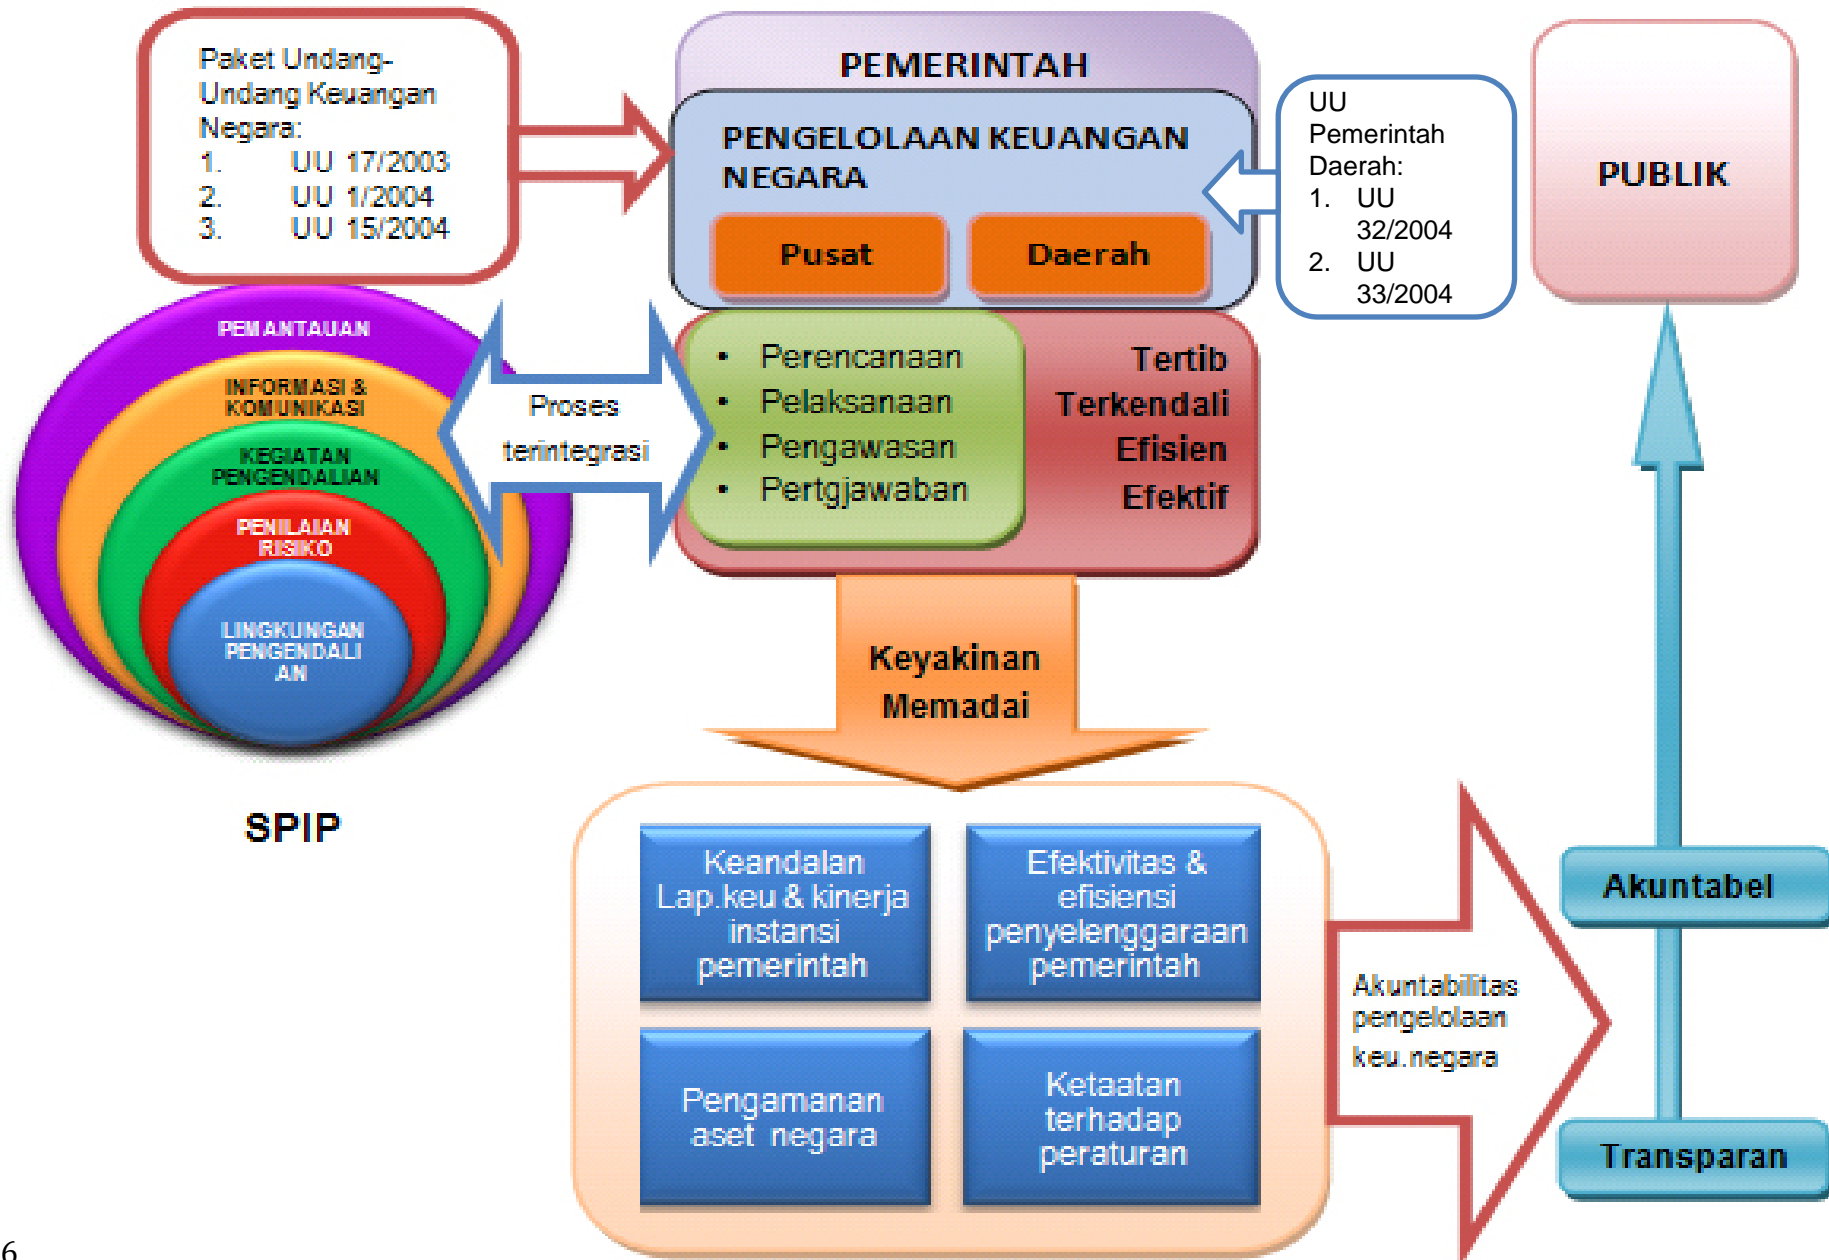 Paket Undang-
Undang Keuangan
Negara:
1. UU 17/2003
2. UU 1/2004
3. UU 15/2004
PEMERINTAH
PENGELOLAAN KEUANGAN
NEGARA
Pusat
Daerah
UU
Pemerintah
Daerah:
1. UU
32/2004
2. UU
33/2004
PUBLIK
PEMANTAUAN
INFORMASI &
KOMUNIKASI
KEGIATAN
PENGENDALIAN
PENILAIAN
RISIKO
LINGKUNGAN
PENGENDALI
AN
SPIP
Proses
terintegrasi
• Perencanaan
• Pelaksanaan
• Pengawasan
• Pertgjawaban
Tertib
Terkendali
Efisien
Efektif
Keyakinan
Memadai
Keandalan
Lap.keu & kinerja
instansi
pemerintah
Efektivitas &
efisiensi
penyelenggaraan
pemerintah
Pengamanan
aset negara
Ketaatan
terhadap
peraturan
Akuntabilitas
pengelolaan
keu.negara
Akuntabel
Transparan
6